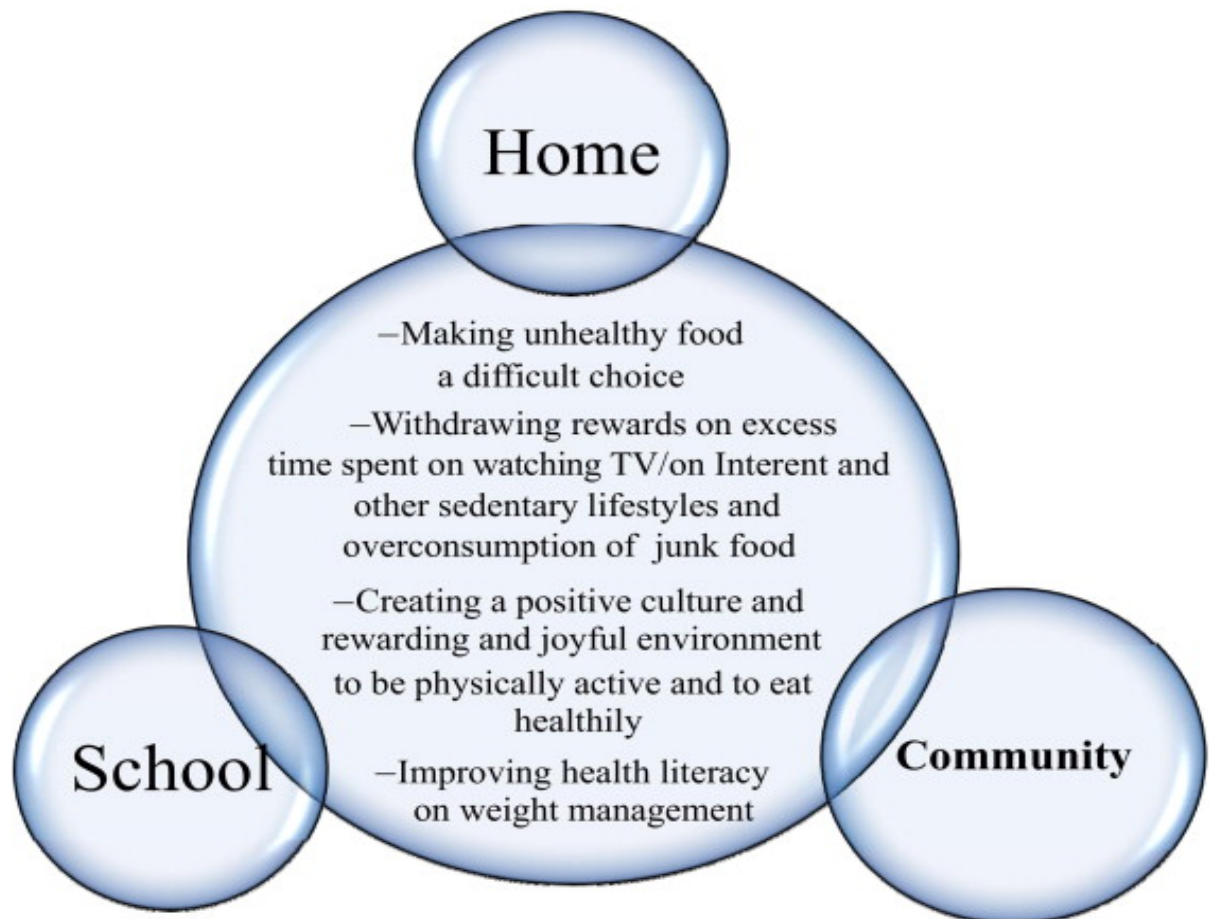 Home
–Making unhealthy food
a difficult choice
–Withdrawing rewards on excess
time spent on watching TV/on Interent and
other sedentary lifestyles and
overconsumption of junk food
–Creating a positive culture and
rewarding and joyful environment
to be physically active and to eat
healthily
–Improving health literacy
on weight management
School
Community